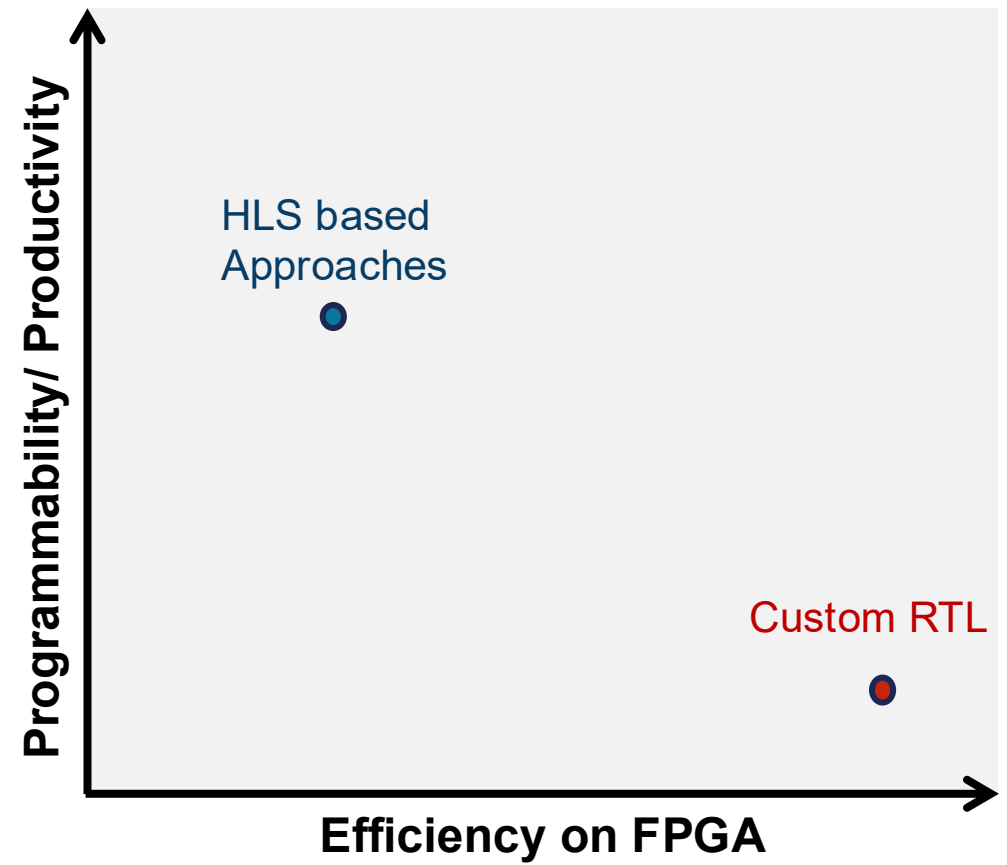 Programmability/ Productivity
HLS based
Approaches
Custom RTL
Efficiency on FPGA